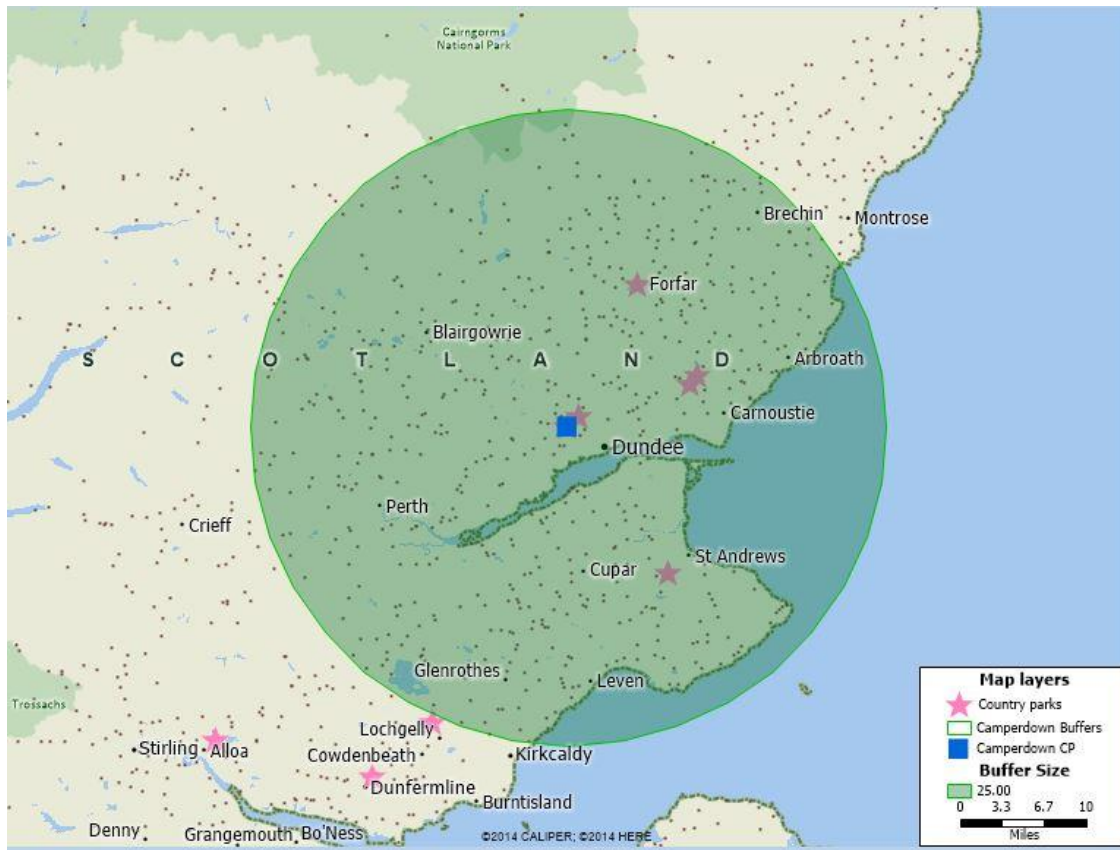 Cairngorms
National Park
Brechin
Montrose
Forfar
Blairgowrie
S C O T L A N D
Arbroath
Carnoustie
Dundee
Perth
Crieff
St Andrews
Cupar
Glenrothes
Leven
Trossachs
Lochgelly
Stirling
Alloa
Cowdenbeath
Kirkcaldy
Dunfermline
Burntisland
Denny
Grangemouth
Bo'Ness
©2014 CALIPER; ©2014 HERE
Map layers
Country parks
Camperdown Buffers
Camperdown CP
Buffer Size
25.00
0 3.3 6.7 10
Miles